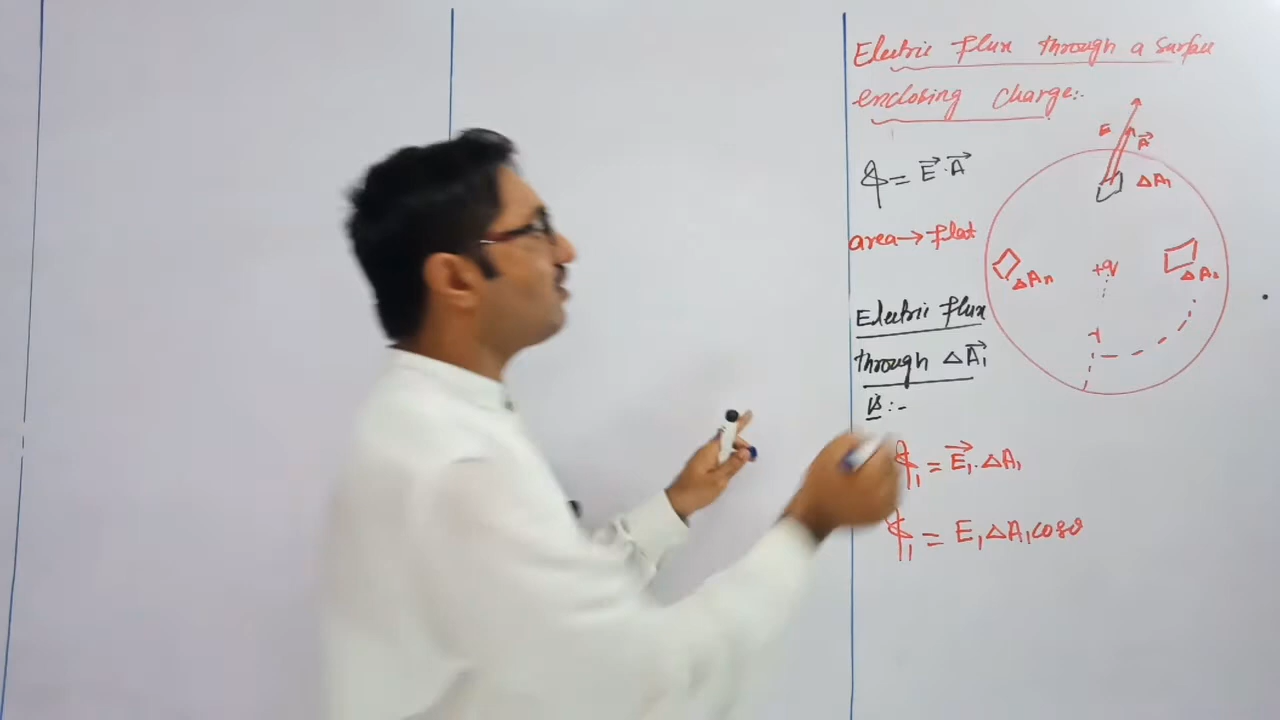 Electric flux through a surface
enclosing charge:-
ϕ = E⃗.A⃗
area → flat
Electric flux
through ΔA⃗₁
is :-
ϕ₁ = E⃗₁.ΔA₁
ϕ₁ = E₁ΔA₁cosθ
E
A⃗
ΔA₁
ΔAₙ
+q
ΔA₂
r